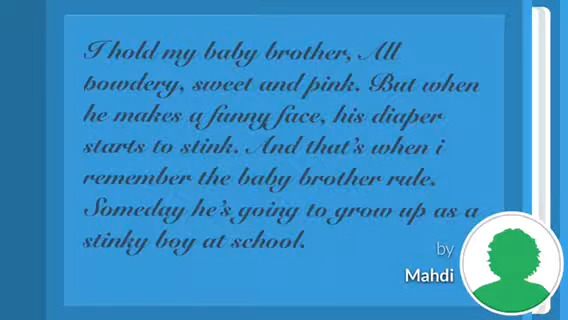 I hold my baby brother, All
powdery, sweet and pink. But when
he makes a funny face, his diaper
starts to stink. And that's when i
remember the baby brother rule.
Someday he's going to grow up as a
stinky boy at school.
by
Mahdi